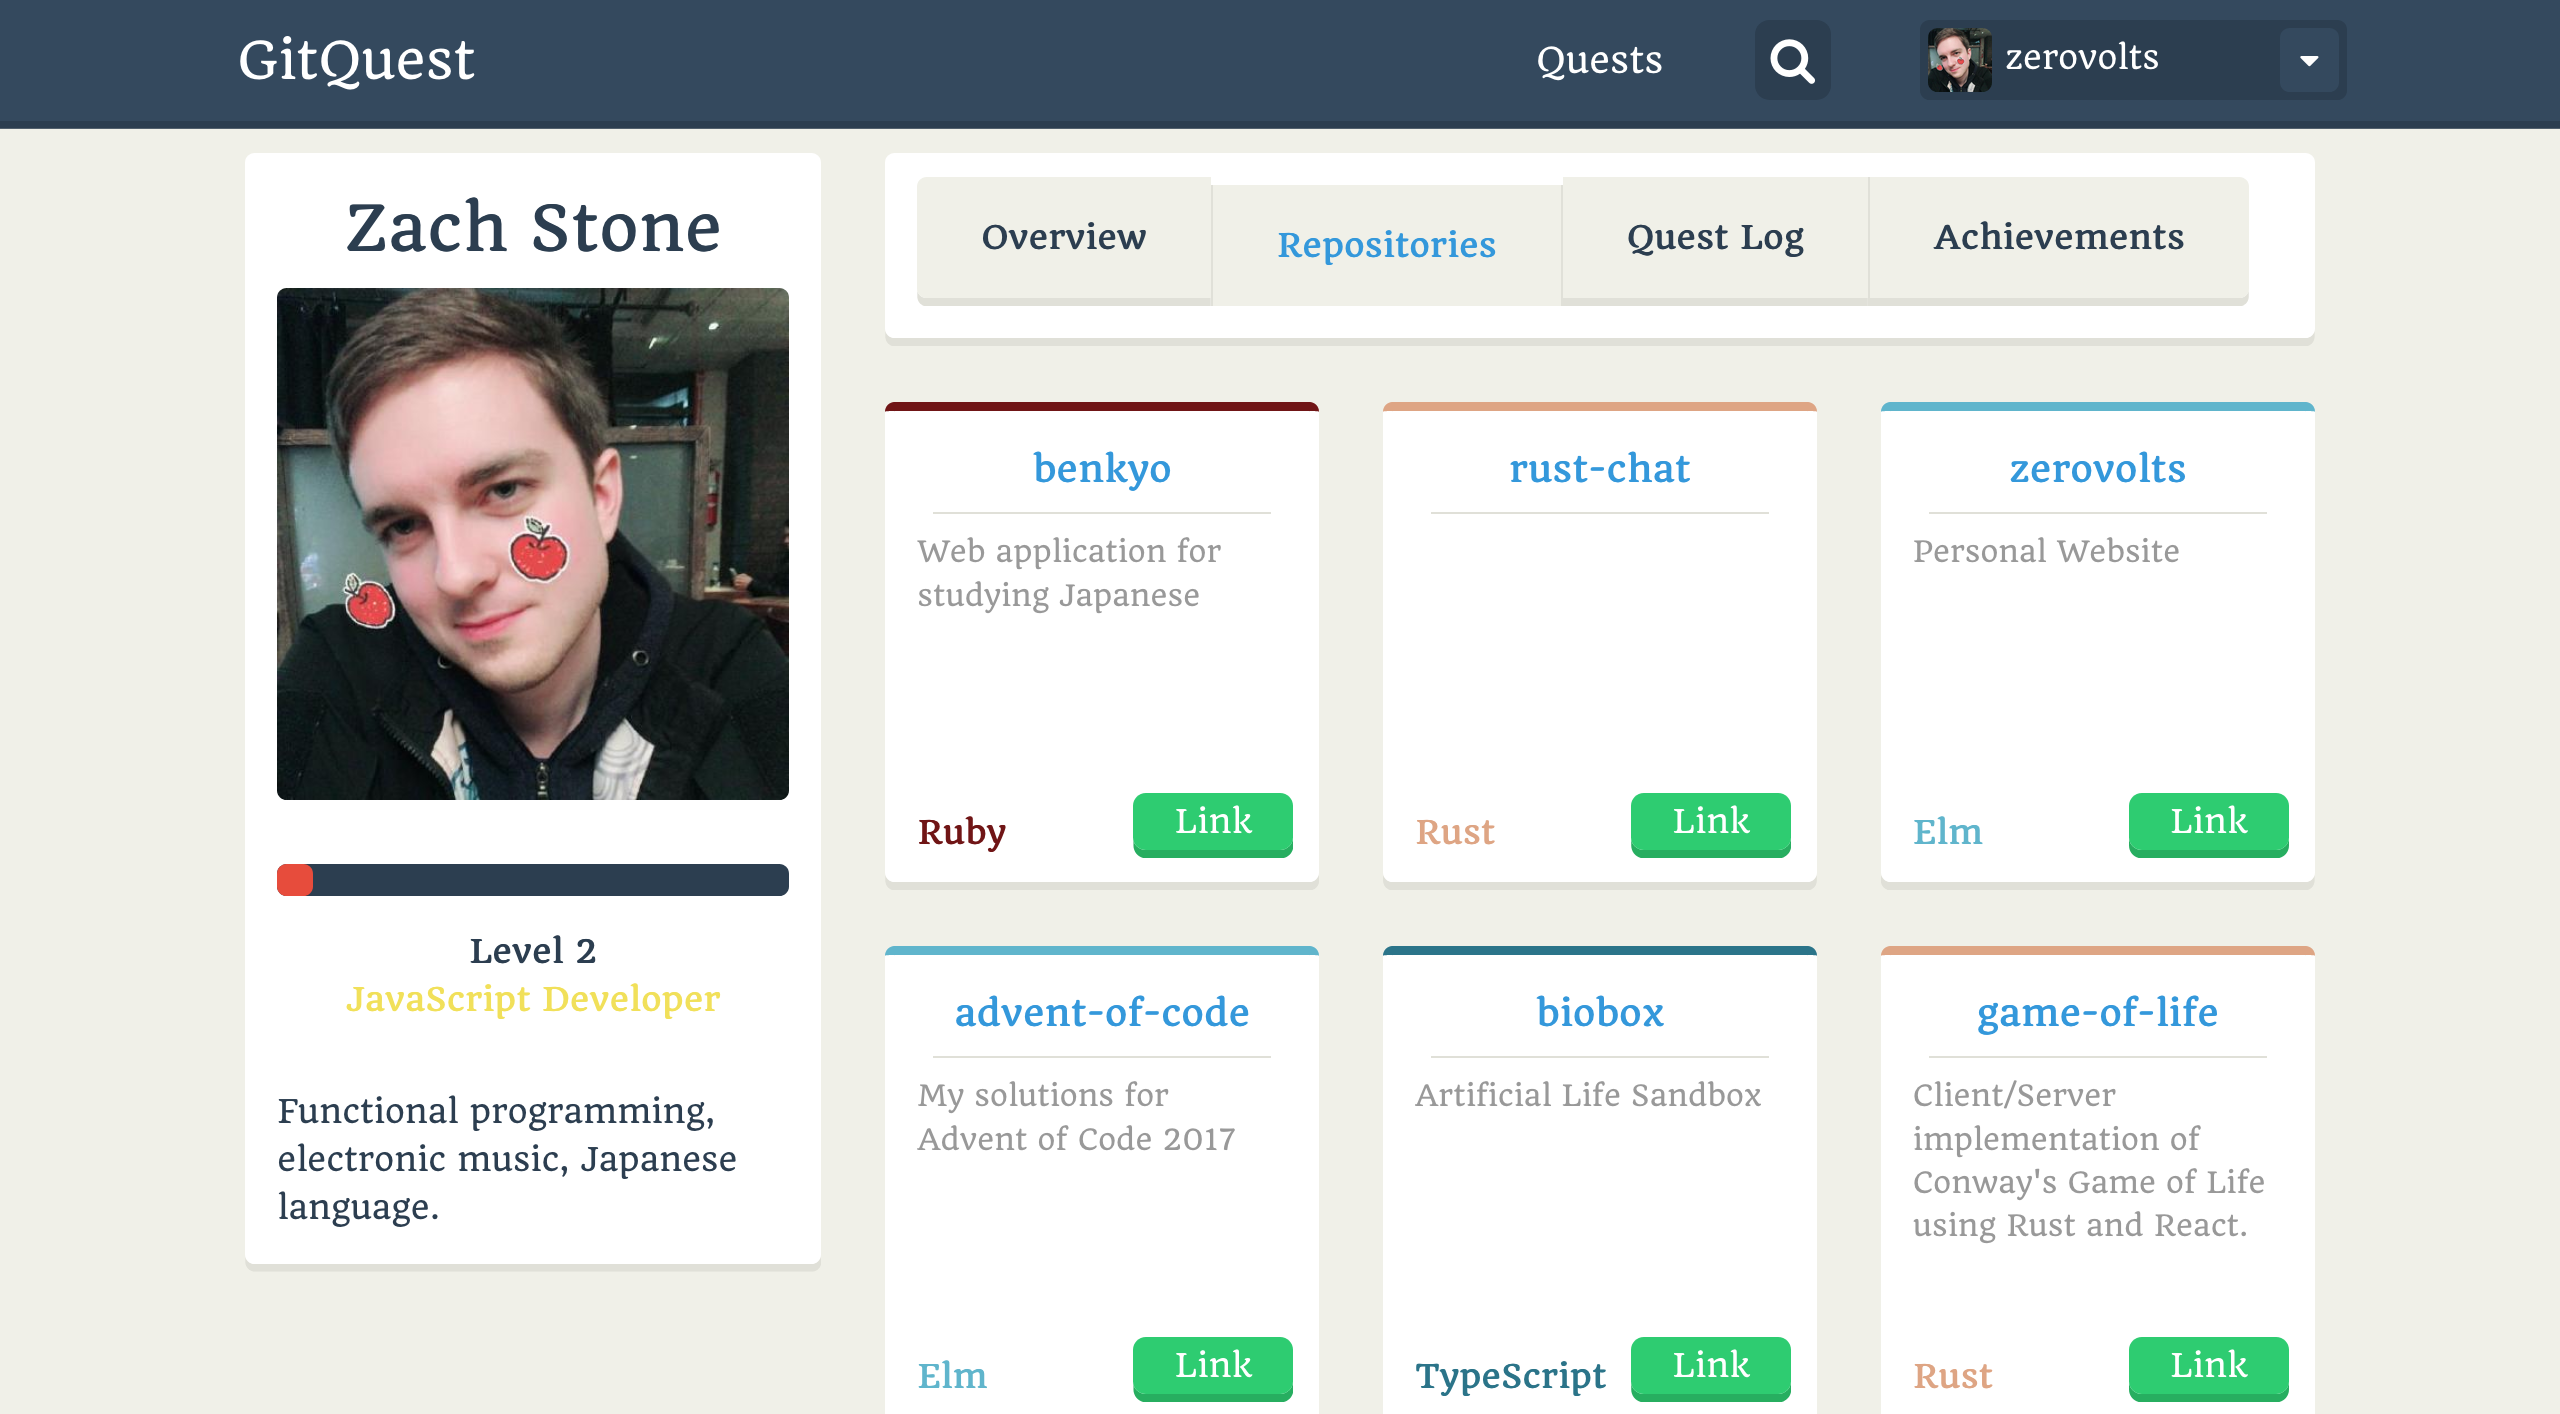 GitQuest
Quests
zerovolts
Zach Stone
Level 2
JavaScript Developer
Functional programming,
electronic music, Japanese
language.
Overview
Repositories
Quest Log
Achievements
benkyo
Web application for
studying Japanese
Ruby
Link
rust-chat
Rust
Link
zerovolts
Personal Website
Elm
Link
advent-of-code
My solutions for
Advent of Code 2017
Elm
Link
biobox
Artificial Life Sandbox
TypeScript
Link
game-of-life
Client/Server
implementation of
Conway's Game of Life
using Rust and React.
Rust
Link